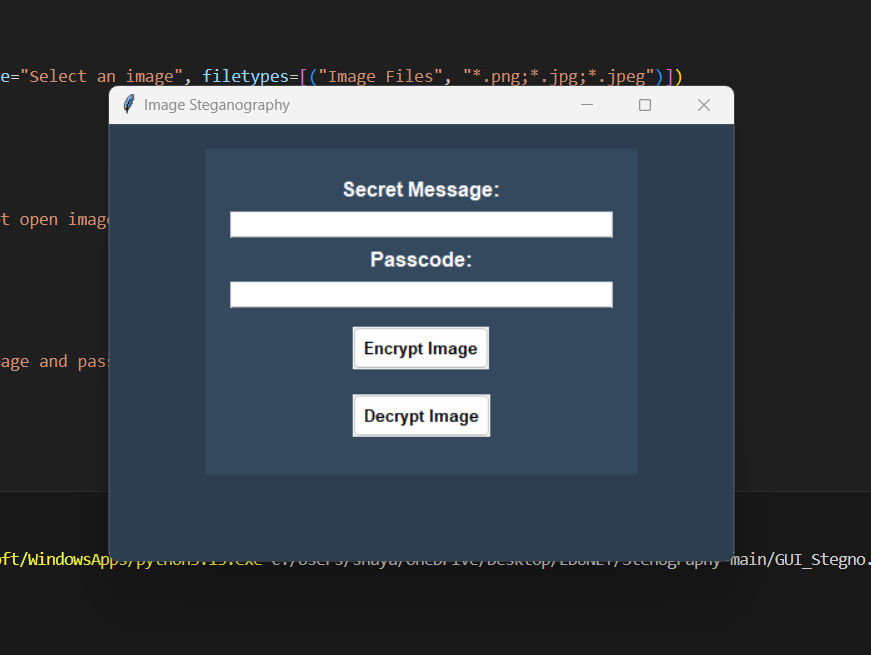 e="Select an image", filetypes=[("Image Files", "*.png;*.jpg;*.jpeg")])
Image Steganography
Secret Message:
t open image
Passcode:
Encrypt Image
age and pass
Decrypt Image
oft/WindowsApps/python3.13.exe c:/Users/shaya/OneDrive/Desktop/EDUNET/Stenography-main/GUI_Stegno.